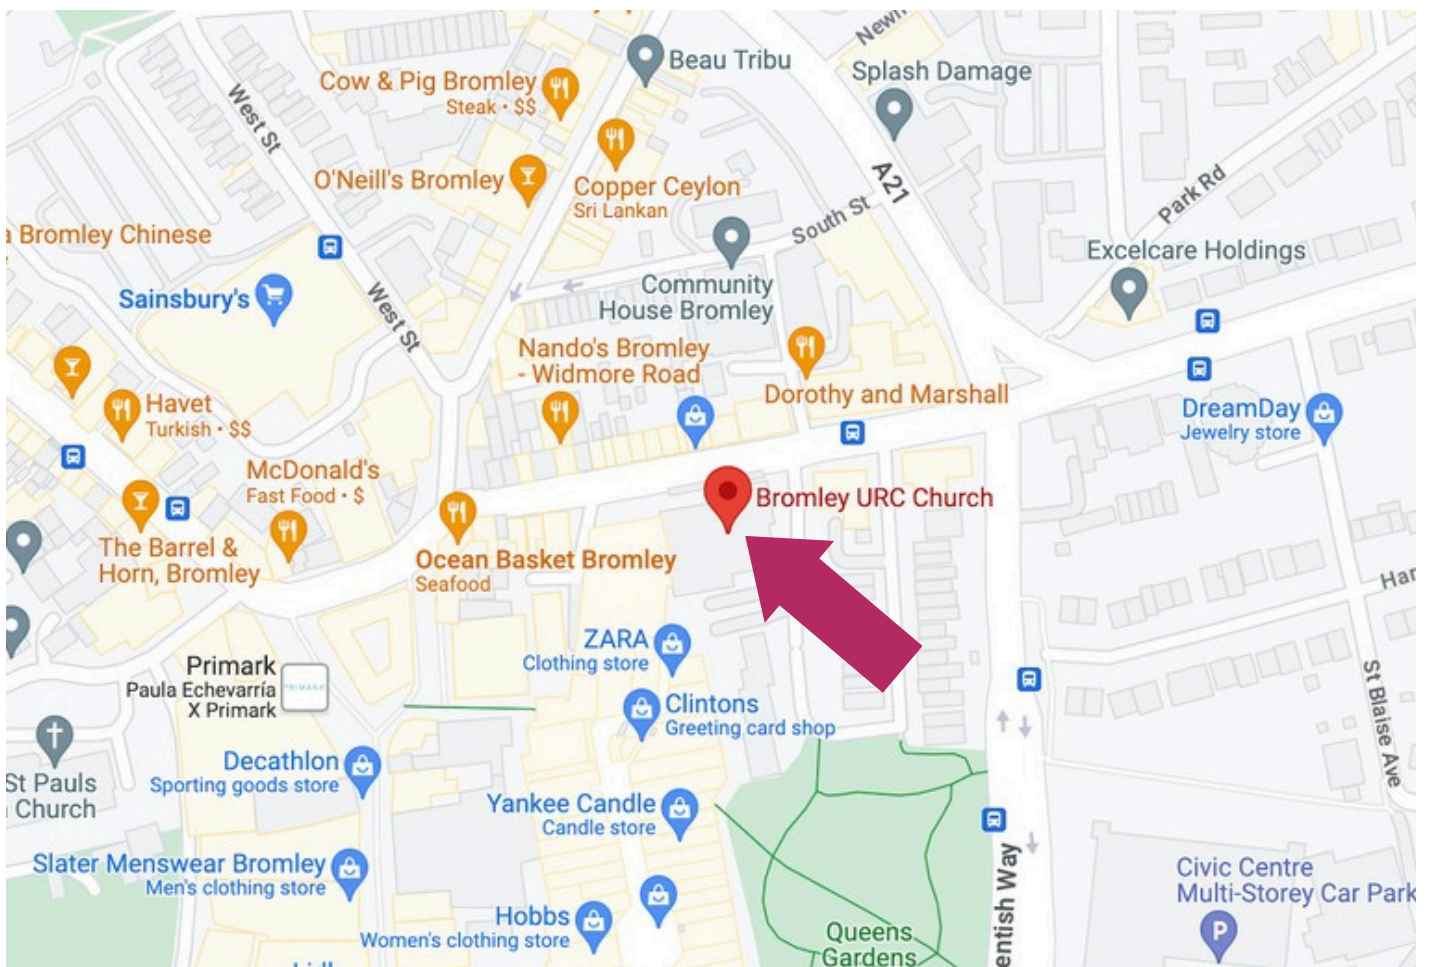 Beau Tribu
Newm
Splash Damage
Cow & Pig Bromley
Steak • $$
West St
O'Neill's Bromley
Copper Ceylon
Sri Lankan
A21
Park Rd
South St
a Bromley Chinese
Excelcare Holdings
Community
House Bromley
Sainsbury's
West St
Nando's Bromley
- Widmore Road
Dorothy and Marshall
Havet
Turkish • $$
DreamDay
Jewelry store
McDonald's
Fast Food • $
Bromley URC Church
The Barrel &
Horn, Bromley
Ocean Basket Bromley
Seafood
Har
ZARA
Clothing store
Primark
Paula Echevarría
X Primark
PRIMARK
Clintons
Greeting card shop
St Blaise Ave
St Pauls
Church
Decathlon
Sporting goods store
Yankee Candle
Candle store
Slater Menswear Bromley
Men's clothing store
entish Way
Civic Centre
Multi-Storey Car Park
P
Hobbs
Women's clothing store
Queens
Gardens